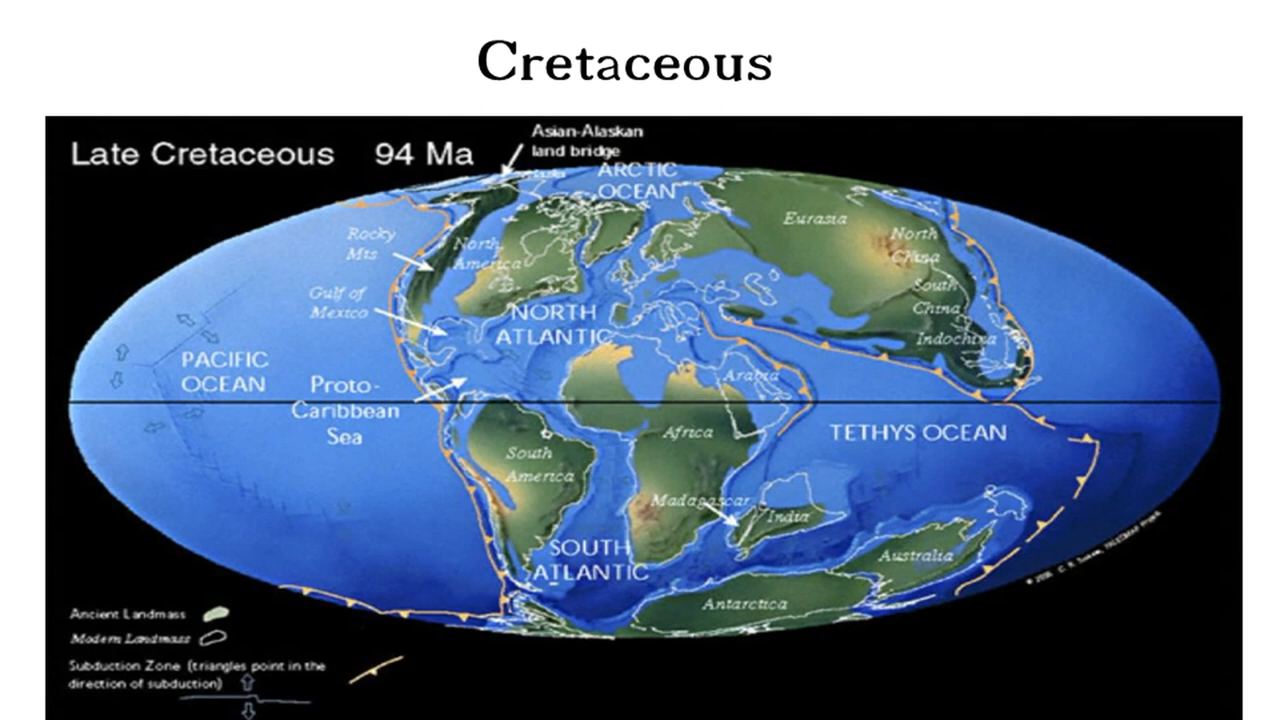 Cretaceous
Late Cretaceous 94 Ma
Asian-Alaskan
land bridge
Alaska
ARCTIC
OCEAN
Eurasia
Rocky
Mts
North
America
North
China
Gulf of
Mexico
South
China
NORTH
ATLANTIC
Indochina
PACIFIC
OCEAN
Proto-
Caribbean
Sea
Arabia
Africa
TETHYS OCEAN
South
America
Madagascar
India
SOUTH
ATLANTIC
Australia
Antarctica
Ancient Landmass
Modern Landmass
Subduction Zone (triangles point in the
direction of subduction)